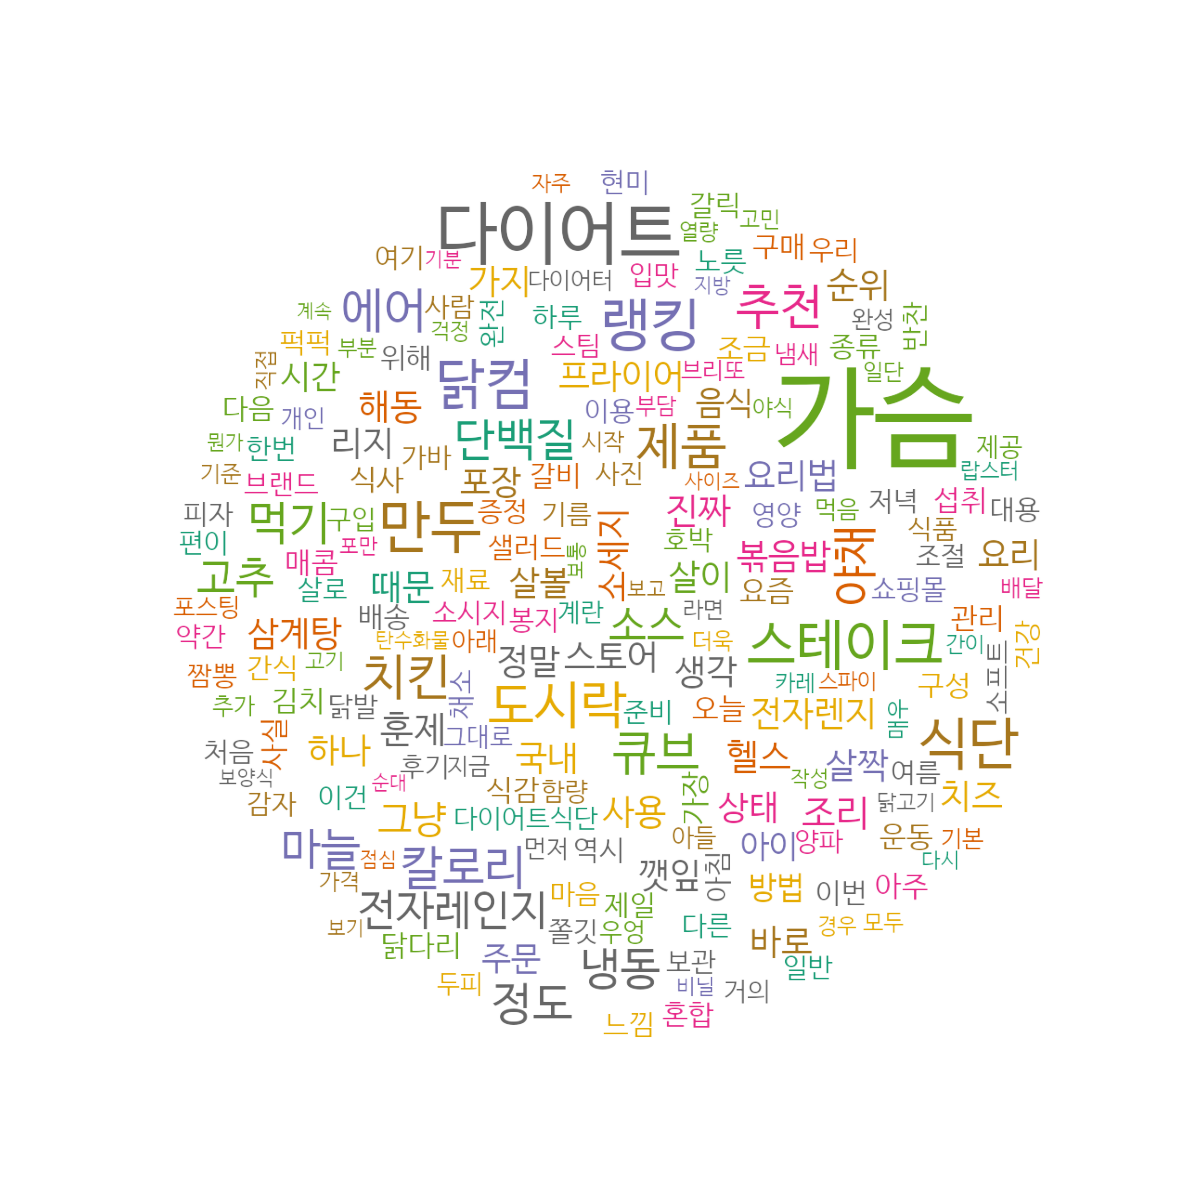 자주
현미
갈릭
고민
다이어트
열량
구매
우리
여기
기분
가지
다이어터
입맛
노릇
지방
순위
에어
사람
완전
하루
랭킹
추천
완성
반찬
계속
걱정
퍽퍽
부분
위해
스팀
조금
냄새
종류
직접
시간
닭컴
프라이어
브리또
일단
가슴
다음
개인
해동
이용
부담
음식
야식
뭔가
한번
리지
가바
단백질
시작
제품
제공
기준
브랜드
식사
포장
갈비
사진
사이즈
요리법
랍스터
피자
먹기
구입
만두
증정
기름
소세지
진짜
영양
먹음
저녁
섭취
대용
편이
매콤
포만
샐러드
보통
호박
볶음밥
야채
식품
조절
요리
고추
살로
때문
재료
살볼
보고
살이
요즘
쇼핑몰
배달
포스팅
약간
삼계탕
배송
소시지
봉지
계란
소스
라면
관리
탄수화물
아래
더욱
스테이크
간이
건강
짬뽕
간식
고기
치킨
정말
스토어
생각
카레
스파이
구성
소프트
추가
김치
닭발
채소
도시락
준비
오늘
전자렌지
아봄
처음
사실
하나
훈제
그대로
국내
큐브
헬스
살짝
여름
식단
보양식
후기
지금
순대
작성
닭고기
치즈
감자
이건
그냥
식감
함량
다이어트식단
사용
가장
상태
조리
마늘
점심
칼로리
먼저
역시
아들
아이
양파
운동
기본
다시
가격
전자레인지
마음
제일
깻잎
아침
방법
이번
아주
보기
닭다리
쫄깃
우엉
다른
바로
경우
모두
주문
냉동
보관
일반
두피
정도
비닐
거의
느낌
혼합